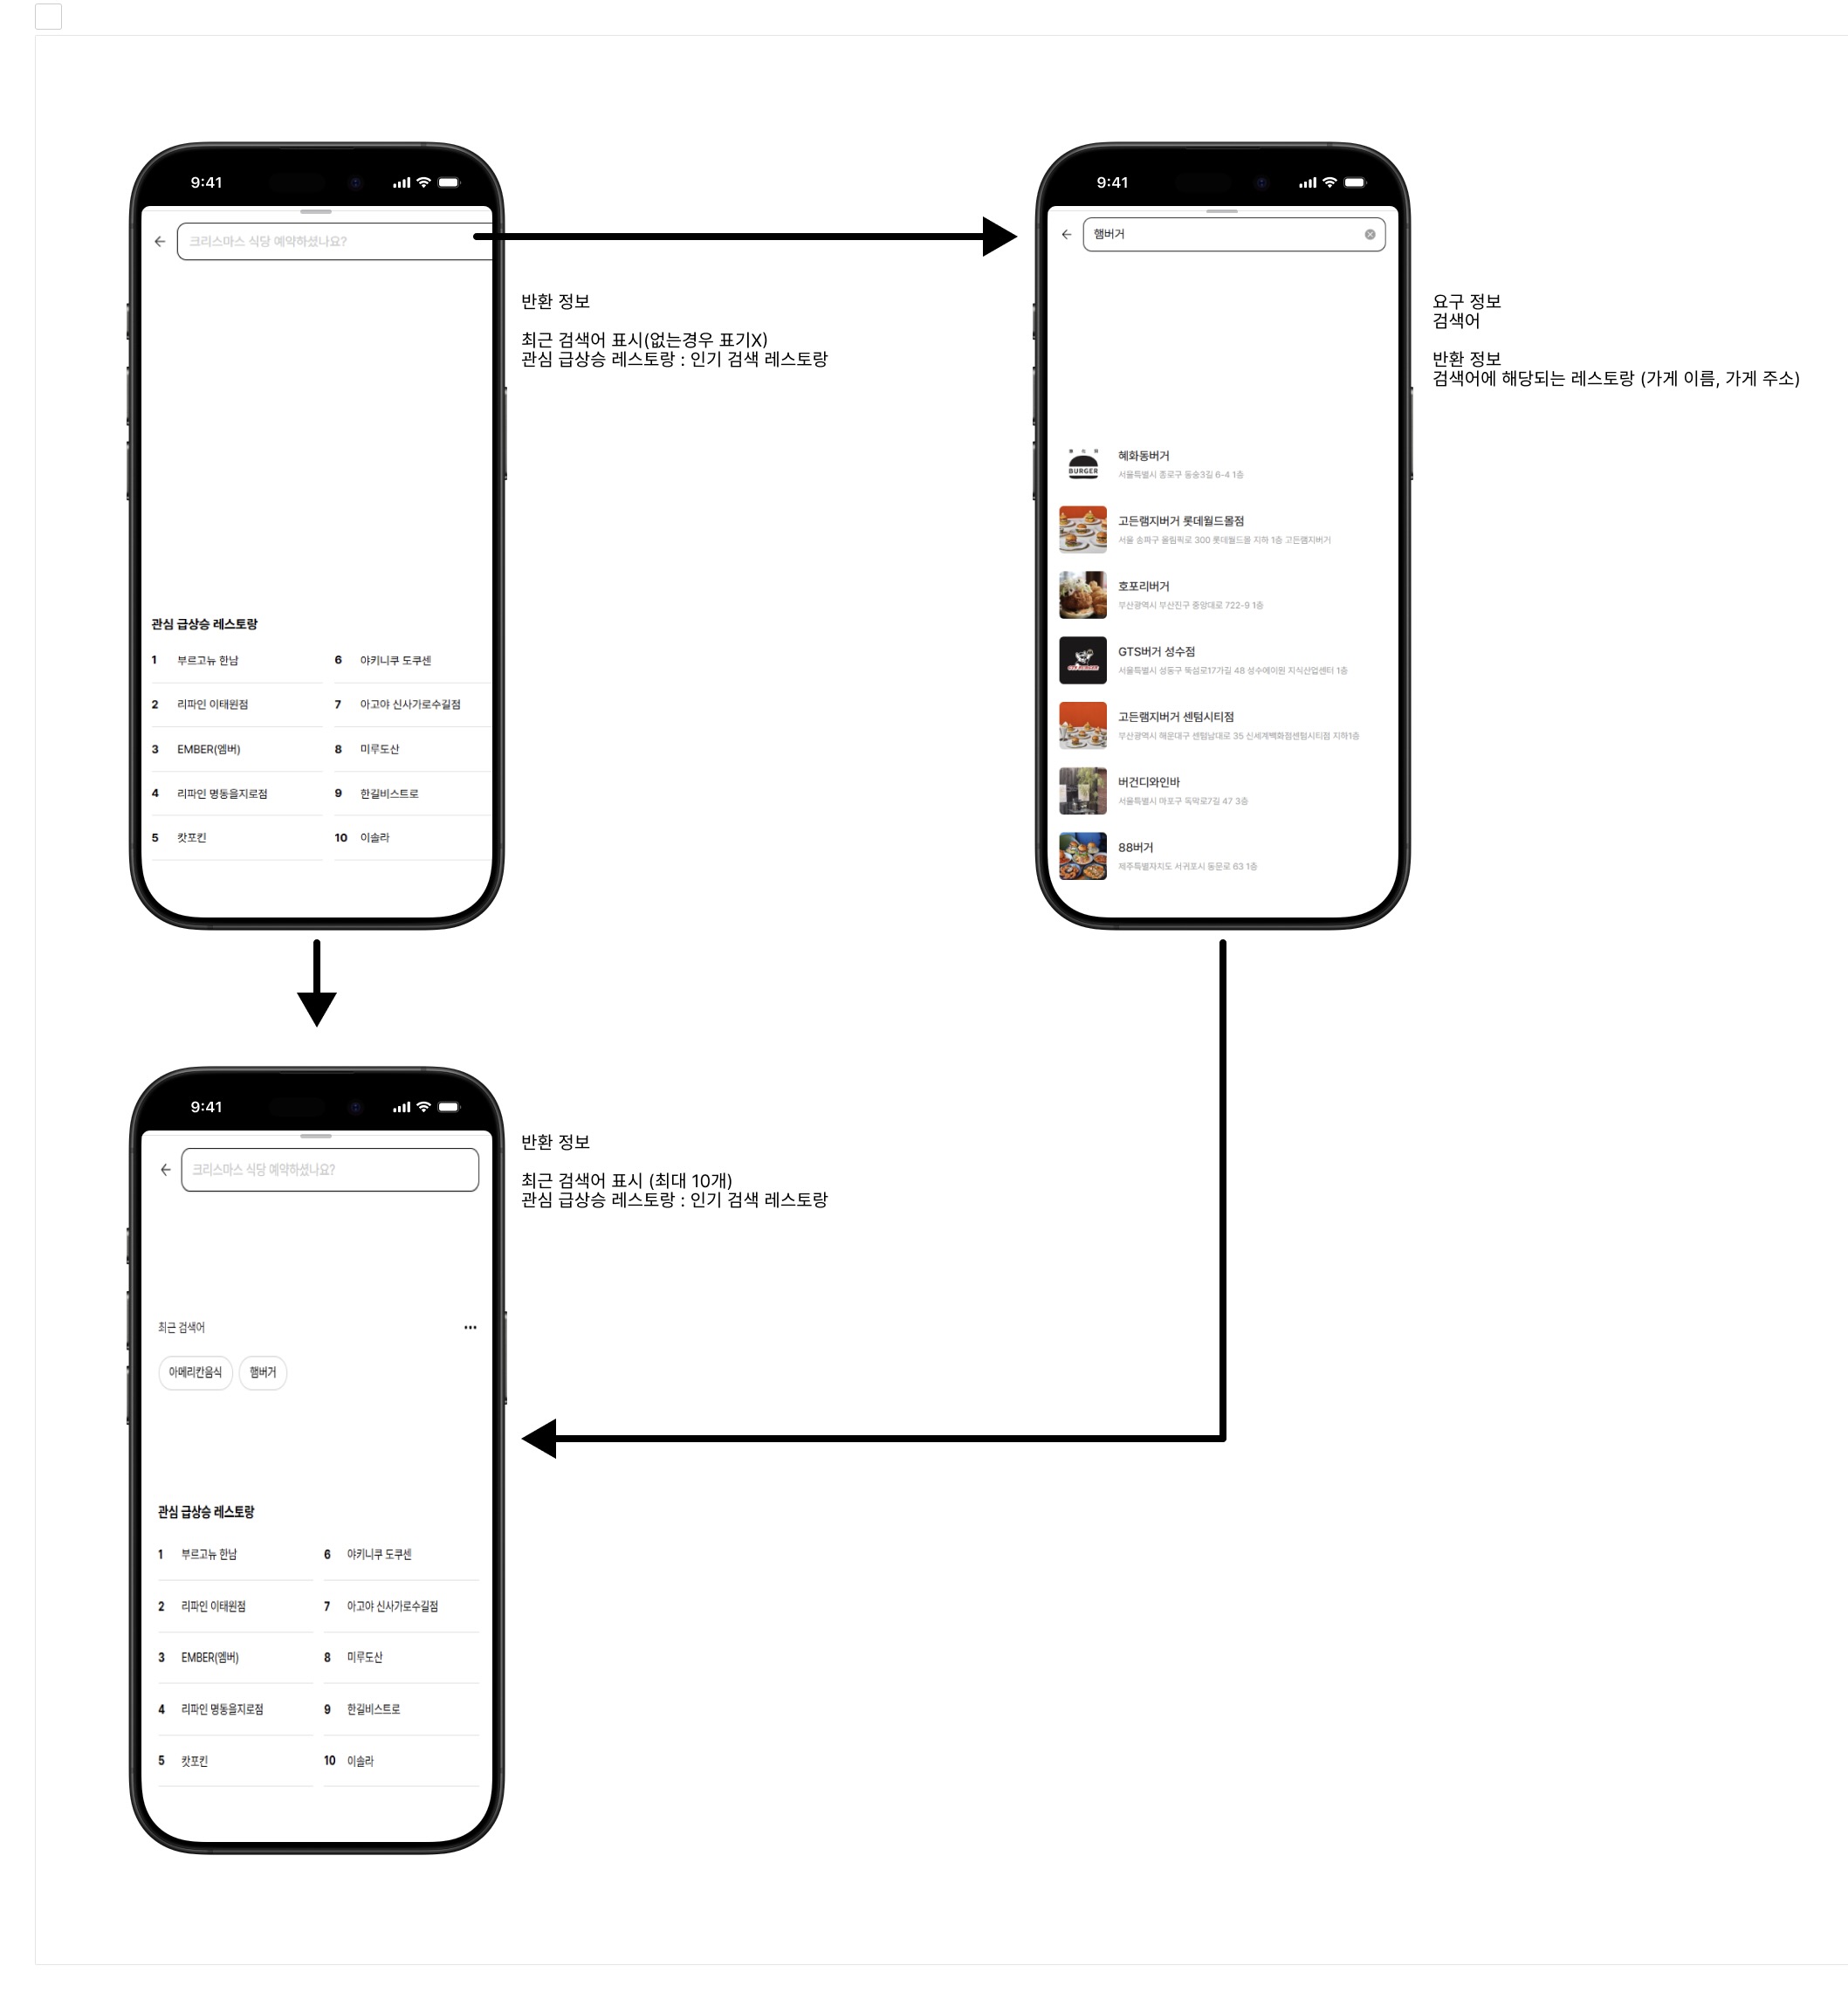 9:41
크리스마스 식당 예약하셨나요?
관심 급상승 레스토랑
1 부르고뉴 한남
2 리파인 이태원점
3 EMBER(엠버)
4 리파인 명동을지로점
5 캇포킨
6 야키니쿠 도쿠센
7 아고야 신사가로수길점
8 미루도산
9 한길비스트로
10 이솔라
반환 정보
최근 검색어 표시(없는경우 표기X)
관심 급상승 레스토랑 : 인기 검색 레스토랑
9:41
햄버거
BURGER
혜화동버거
서울특별시 종로구 동숭3길 6-4 1층
고든램지버거 롯데월드몰점
서울 송파구 올림픽로 300 롯데월드몰 지하 1층 고든램지버거
호포리버거
부산광역시 부산진구 중앙대로 722-9 1층
GTS버거 성수점
서울특별시 성동구 뚝섬로17가길 48 성수에이원 지식산업센터 1층
고든램지버거 센텀시티점
부산광역시 해운대구 센텀남대로 35 신세계백화점센텀시티점 지하1층
버건디와인바
서울특별시 마포구 독막로7길 47 3층
88버거
제주특별자치도 서귀포시 동문로 63 1층
요구 정보
검색어
반환 정보
검색어에 해당되는 레스토랑 (가게 이름, 가게 주소)
9:41
크리스마스 식당 예약하셨나요?
최근 검색어
아메리칸음식 햄버거
관심 급상승 레스토랑
1 부르고뉴 한남
2 리파인 이태원점
3 EMBER(엠버)
4 리파인 명동을지로점
5 캇포킨
6 야키니쿠 도쿠센
7 아고야 신사가로수길점
8 미루도산
9 한길비스트로
10 이솔라
반환 정보
최근 검색어 표시 (최대 10개)
관심 급상승 레스토랑 : 인기 검색 레스토랑